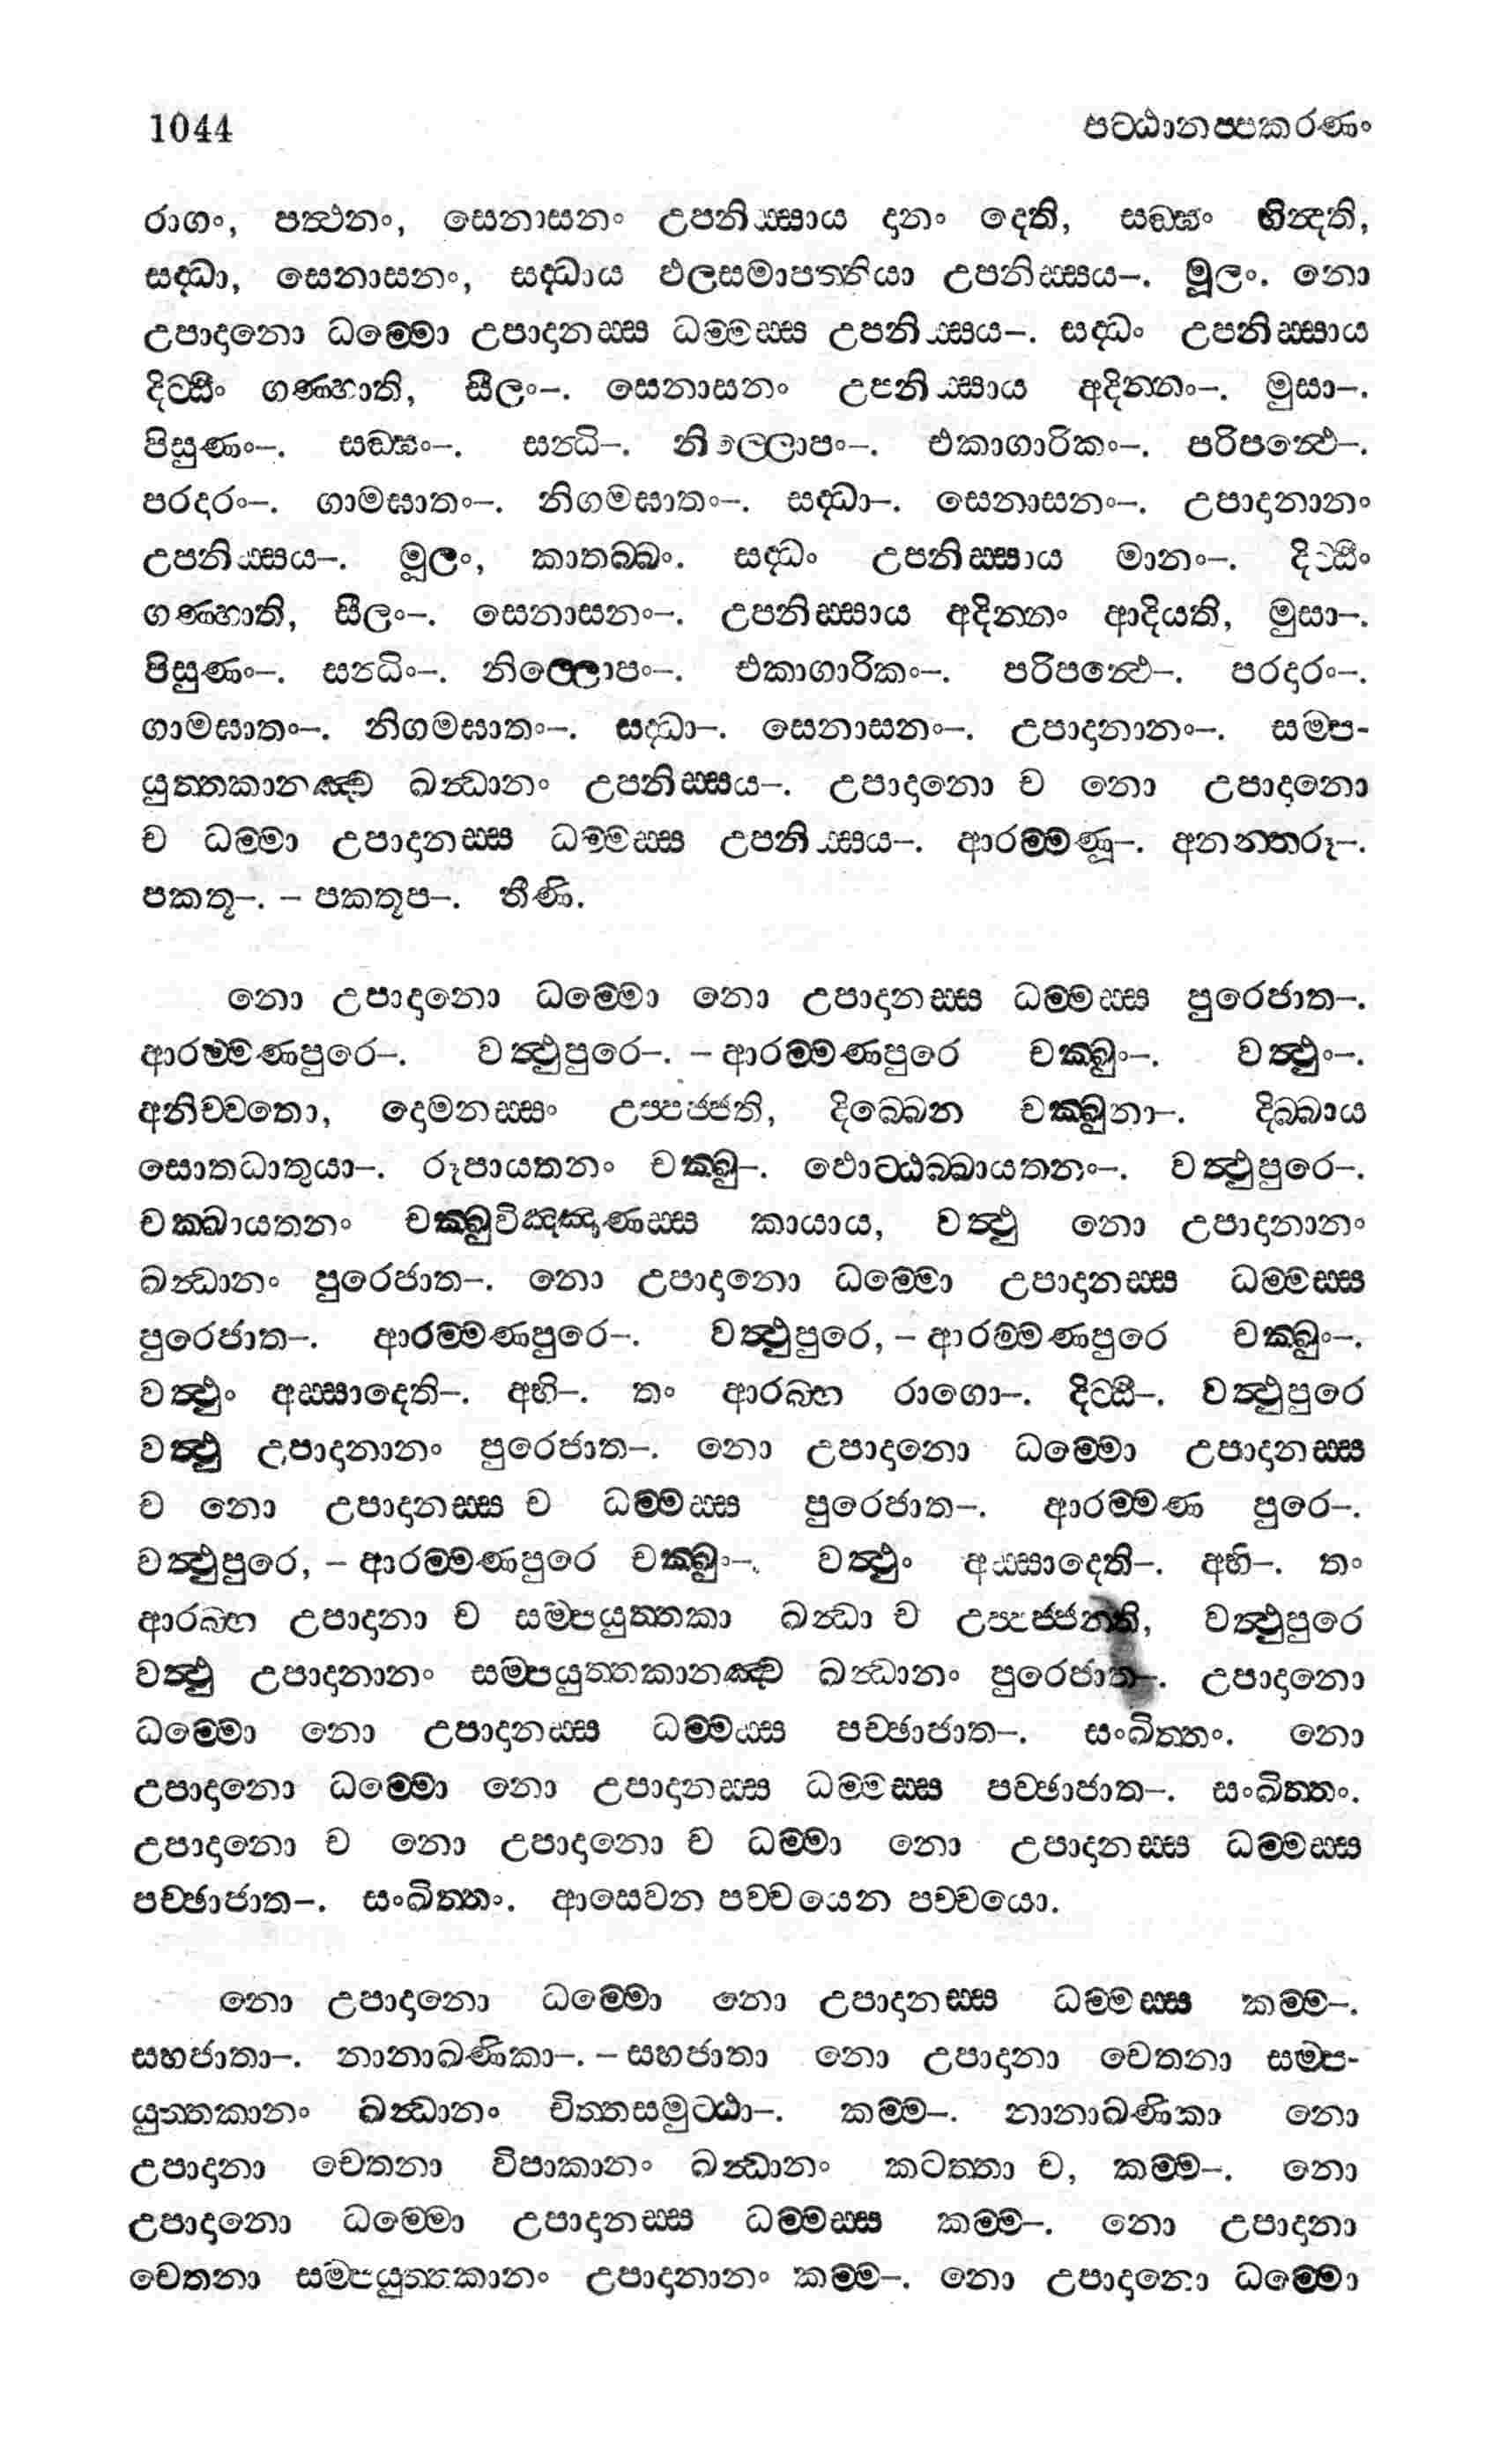 1044 පට්ඨානප්පකරණං
රාගං, පත්ථනං, සෙනාසනං උපනිස්සාය දානං දෙති, සඞ්ඝං භින්දති,
සද්ධා, සෙනාසනං, සද්ධාය ඵලසමාපත්තියා උපනිස්සය–. මූලං. නො
උපාදානො ධම්මො උපාදානස්ස ධම්මස්ස උපනිස්සය–. සද්ධං උපනිස්සාය
දිට්ඨිං ගණ්හාති, සීලං–. සෙනාසනං උපනිස්සාය අදින්නං–. මුසා–.
පිසුණං–. සඞ්ඝං–. සන්ධි–. නිල්ලොපං–. එකාගාරිකං–. පරිපන්ථෙ–.
පරදාරං–. ගාමඝාතං–. නිගමඝාතං–. සද්ධා–. සෙනාසනං–. උපාදානානං
උපනිස්සය–. මූලං, කාතබ්බං. සද්ධං උපනිස්සාය මානං–. දිට්ඨිං
ගණ්හාති, සීලං–. සෙනාසනං–. උපනිස්සාය අදින්නං ආදියති, මුසා–.
පිසුණං–. සන්ධිං–. නිල්ලොපං–. එකාගාරිකං–. පරිපන්ථෙ–. පරදාරං–.
ගාමඝාතං–. නිගමඝාතං–. සද්ධා–. සෙනාසනං–. උපාදානානං–. සම්ප-
යුත්තකානඤ්ච ඛන්ධානං උපනිස්සය–. උපාදානො ච නො උපාදානො
ච ධම්මා උපාදානස්ස ධම්මස්ස උපනිස්සය–. ආරම්මණූ–. අනන්තරූ–.
පකතූ–. – පකතූප–. තීණි.
නො උපාදානො ධම්මො නො උපාදානස්ස ධම්මස්ස පුරෙජාත–.
ආරම්මණපුරෙ–. වත්ථුපුරෙ–. – ආරම්මණපුරෙ චක්ඛුං–. වත්ථුං–.
අනිච්චතො, දොමනස්සං උප්පජ්ජති, දිබ්බෙන චක්ඛුනා–. දිබ්බාය
සොතධාතුයා–. රූපායතනං චක්ඛු–. ඵොට්ඨබ්බායතනං–. වත්ථුපුරෙ–.
චක්ඛායතනං චක්ඛුවිඤ්ඤාණස්ස කායාය, වත්ථු නො උපාදානානං
ඛන්ධානං පුරෙජාත–. නො උපාදානො ධම්මො උපාදානස්ස ධම්මස්ස
පුරෙජාත–. ආරම්මණපුරෙ–. වත්ථුපුරෙ, – ආරම්මණපුරෙ චක්ඛුං–.
වත්ථුං අස්සාදෙති–. අභි–. තං ආරබ්භ රාගො–. දිට්ඨි–. වත්ථුපුරෙ
වත්ථු උපාදානානං පුරෙජාත–. නො උපාදානො ධම්මො උපාදානස්ස
ච නො උපාදානස්ස ච ධම්මස්ස පුරෙජාත–. ආරම්මණ පුරෙ–.
වත්ථුපුරෙ, – ආරම්මණපුරෙ චක්ඛුං–. වත්ථුං අස්සාදෙති–. අභි–. තං
ආරබ්භ උපාදානා ච සම්පයුත්තකා ඛන්ධා ච උප්පජ්ජන්ති, වත්ථුපුරෙ
වත්ථු උපාදානානං සම්පයුත්තකානඤ්ච ඛන්ධානං පුරෙජාත–. උපාදානො
ධම්මො නො උපාදානස්ස ධම්මස්ස පච්ඡාජාත–. සංඛිත්තං. නො
උපාදානො ධම්මො නො උපාදානස්ස ධම්මස්ස පච්ඡාජාත–. සංඛිත්තං.
උපාදානො ච නො උපාදානො ච ධම්මා නො උපාදානස්ස ධම්මස්ස
පච්ඡාජාත–. සංඛිත්තං. ආසෙවන පච්චයෙන පච්චයො.
නො උපාදානො ධම්මො නො උපාදානස්ස ධම්මස්ස කම්ම–.
සහජාතා–. නානාඛණිකා–. – සහජාතා නො උපාදානා චෙතනා සම්ප-
යුත්තකානං ඛන්ධානං චිත්තසමුට්ඨා–. කම්ම–. නානාඛණිකා නො
උපාදානා චෙතනා විපාකානං ඛන්ධානං කටත්තා ච, කම්ම–. නො
උපාදානො ධම්මො උපාදානස්ස ධම්මස්ස කම්ම–. නො උපාදානා
චෙතනා සම්පයුත්තකානං උපාදානානං කම්ම–. නො උපාදානො ධම්මො